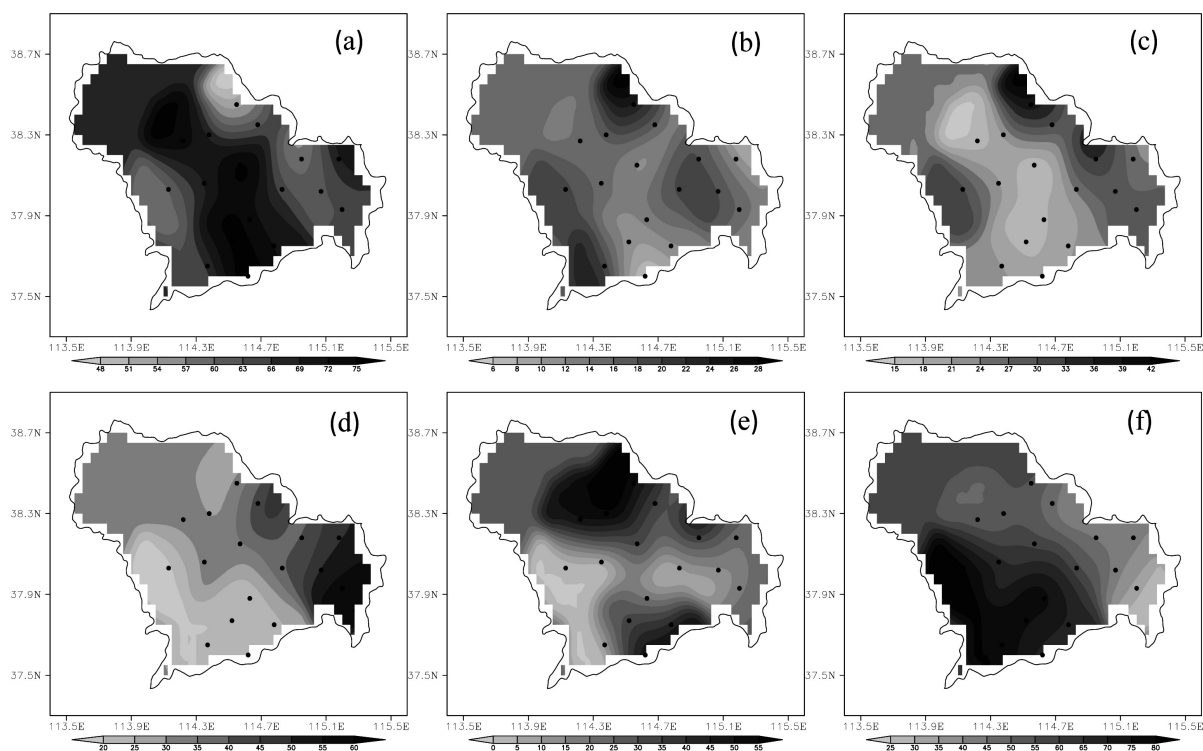 (a) (b) (c)
38.7N 38.7N 38.7N
38.3N 38.3N 38.3N
37.9N 37.9N 37.9N
37.5N 37.5N 37.5N
113.5E 113.9E 114.3E 114.7E 115.1E 115.5E 113.5E 113.9E 114.3E 114.7E 115.1E 115.5E 113.5E 113.9E 114.3E 114.7E 115.1E 115.5E
48 51 54 57 60 63 66 69 72 75 6 8 10 12 14 16 18 20 22 24 26 28 15 18 21 24 27 30 33 36 39 42
(d) (e) (f)
38.7N 38.7N 38.7N
38.3N 38.3N 38.3N
37.9N 37.9N 37.9N
37.5N 37.5N 37.5N
113.5E 113.9E 114.3E 114.7E 115.1E 115.5E 113.5E 113.9E 114.3E 114.7E 115.1E 115.5E 113.5E 113.9E 114.3E 114.7E 115.1E 115.5E
20 25 30 35 40 45 50 55 60 0 5 10 15 20 25 30 35 40 45 50 55 25 30 35 40 45 50 55 60 65 70 75 80